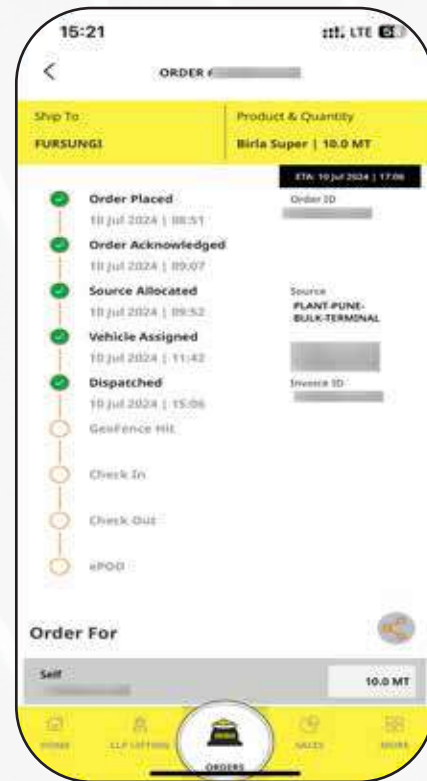 15:21
LTE
ORDER
Ship To
Product & Quantity
FURSUNGI
Birla Super | 10.0 MT
ETA: 10 Jul 2024 | 17:06
Order Placed
Order ID
10 Jul 2024 | 08:51
Order Acknowledged
10 Jul 2024 | 09:07
Source Allocated
Source
10 Jul 2024 | 09:52
PLANT-PUNE-
BULK-TERMINAL
Vehicle Assigned
10 Jul 2024 | 11:42
Dispatched
Invoice ID
10 Jul 2024 | 15:06
GeoFence Hit
Check In
Check Out
ePOD
Order For
Self
10.0 MT
HOME
ORDERS
SALES
MORE